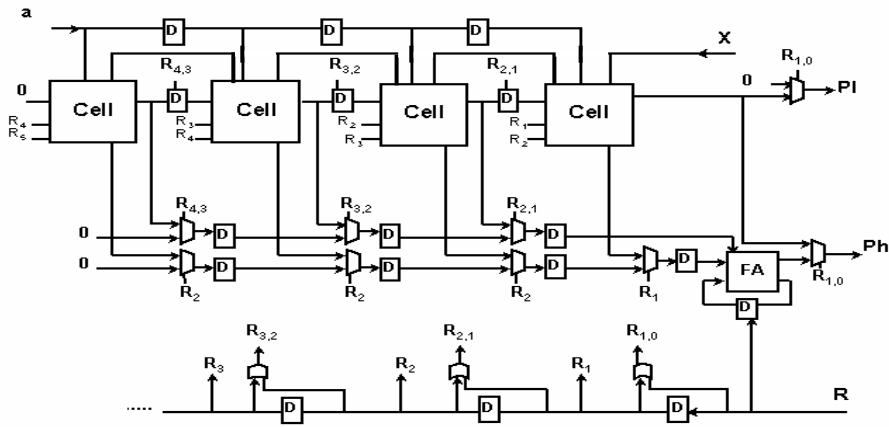 a
D D D
X
R4,3 R3,2 R2,1 R1,0
0 Cell D Cell D Cell D Cell 0 Pl
R4 R3 R2 R1
R5 R4 R3 R2
R4,3 R3,2 R2,1
0 D D D
Ph
0 D D D D FA
R2 R2 R2 R1 R1,0
D
R3,2 R2,1 R1,0
R3 R2 R1
..... D D D R